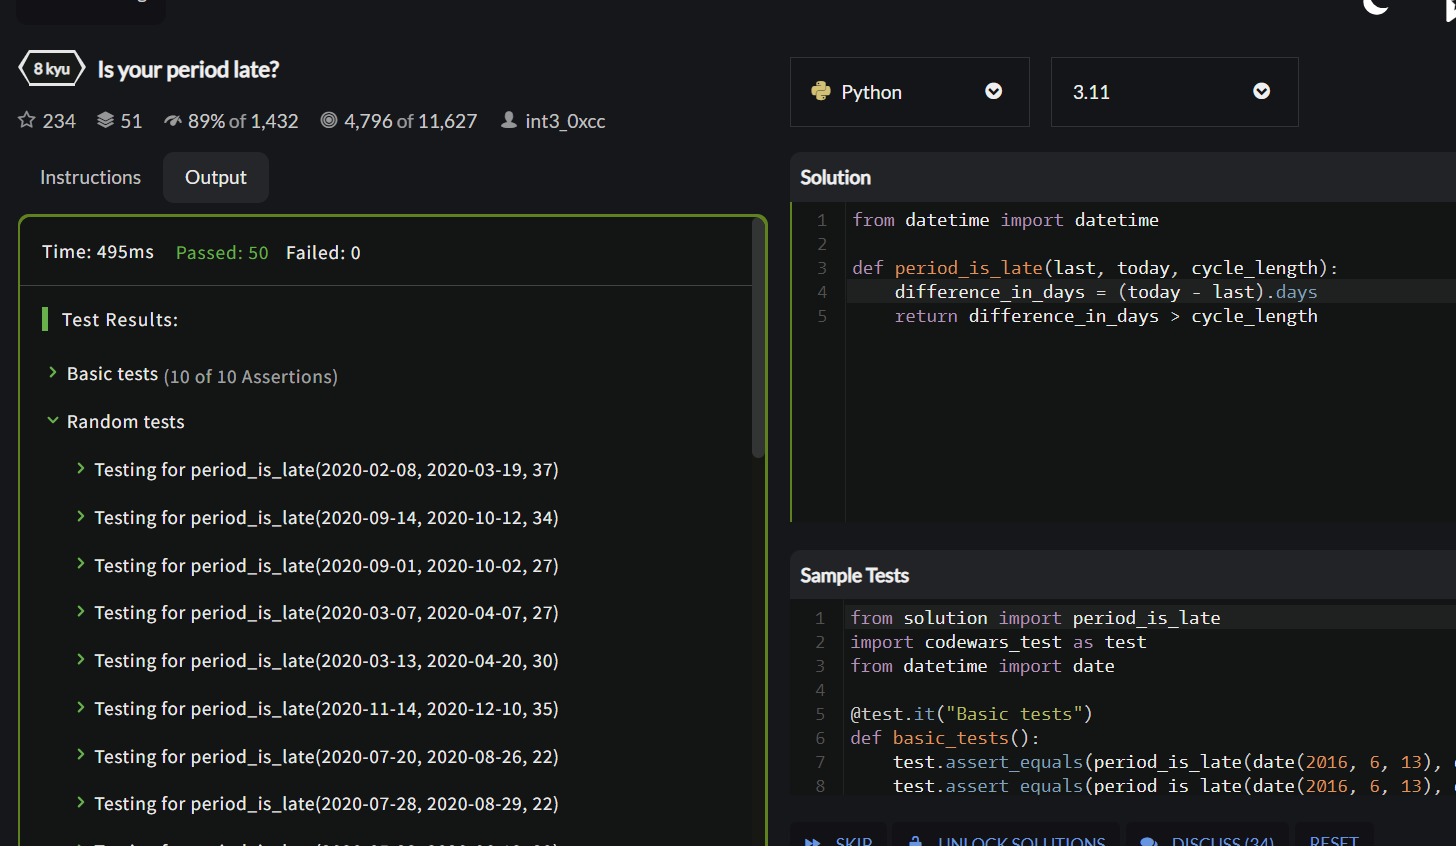 8 kyu Is your period late?
234 51 89% of 1,432 4,796 of 11,627 int3_0xcc
Instructions Output
Time: 495ms Passed: 50 Failed: 0
Test Results:
Basic tests (10 of 10 Assertions)
Random tests
Testing for period_is_late(2020-02-08, 2020-03-19, 37)
Testing for period_is_late(2020-09-14, 2020-10-12, 34)
Testing for period_is_late(2020-09-01, 2020-10-02, 27)
Testing for period_is_late(2020-03-07, 2020-04-07, 27)
Testing for period_is_late(2020-03-13, 2020-04-20, 30)
Testing for period_is_late(2020-11-14, 2020-12-10, 35)
Testing for period_is_late(2020-07-20, 2020-08-26, 22)
Testing for period_is_late(2020-07-28, 2020-08-29, 22)
Python 3.11
Solution
1 from datetime import datetime
2
3 def period_is_late(last, today, cycle_length):
4 difference_in_days = (today - last).days
5 return difference_in_days > cycle_length
Sample Tests
1 from solution import period_is_late
2 import codewars_test as test
3 from datetime import date
4
5 @test.it("Basic tests")
6 def basic_tests():
7 test.assert_equals(period_is_late(date(2016, 6, 13),
8 test.assert_equals(period_is_late(date(2016, 6, 13),
SKIP UNLOCK SOLUTIONS DISCUSS (34) RESET